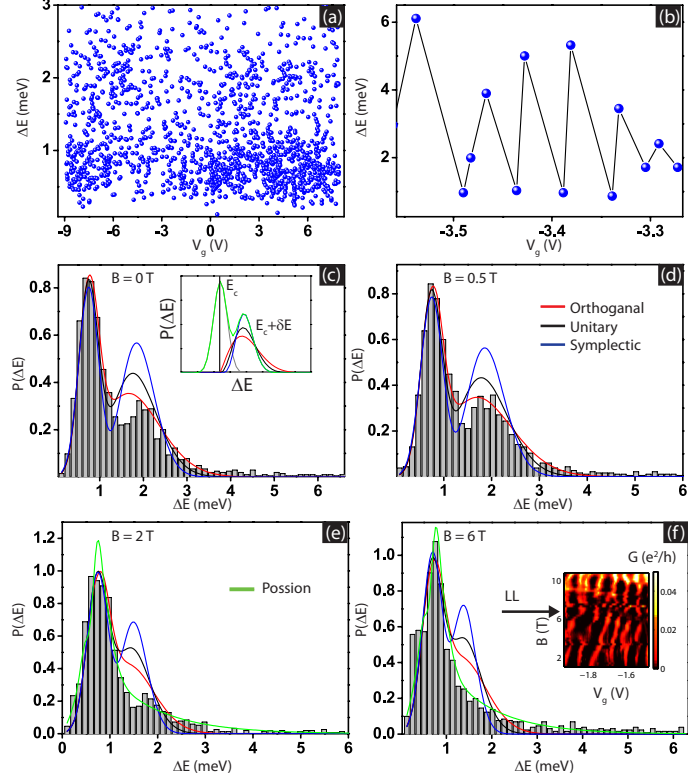 (a)
ΔE (meV)
3
2
1
-9 -6 -3 0 3 6
V_g (V)
(b)
ΔE (meV)
6
4
2
-3.5 -3.4 -3.3
V_g (V)
(c)
B = 0 T
P(ΔE)
0.8
0.6
0.4
0.2
1 2 3 4 5 6
ΔE (meV)
E_c
E_c+δE
P(ΔE)
ΔE
(d)
B = 0.5 T
Orthoganal
Unitary
Symplectic
P(ΔE)
0.8
0.6
0.4
0.2
1 2 3 4 5 6
ΔE (meV)
(e)
B = 2 T
Possion
P(ΔE)
1.2
1.0
0.8
0.6
0.4
0.2
0.0
0 1 2 3 4 5 6
ΔE (meV)
(f)
B = 6 T
G (e²/h)
LL
10
6
2
B (T)
-1.8 -1.6
V_g (V)
0.04
0.02
0
P(ΔE)
1.0
0.8
0.6
0.4
0.2
0.0
1 2 3 4 5 6
ΔE (meV)